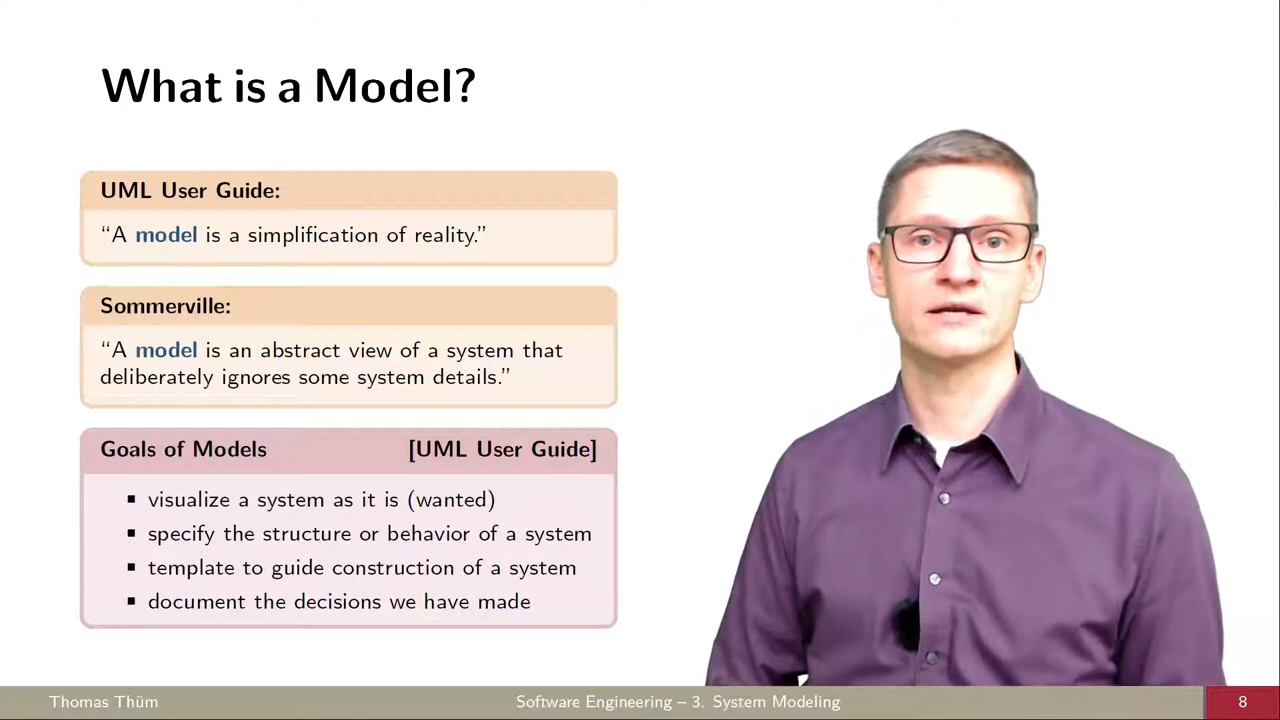 What is a Model?
UML User Guide:
“A model is a simplification of reality.”
Sommerville:
“A model is an abstract view of a system that
deliberately ignores some system details.”
Goals of Models [UML User Guide]
▪ visualize a system as it is (wanted)
▪ specify the structure or behavior of a system
▪ template to guide construction of a system
▪ document the decisions we have made
Thomas Thüm Software Engineering – 3. System Modeling 8